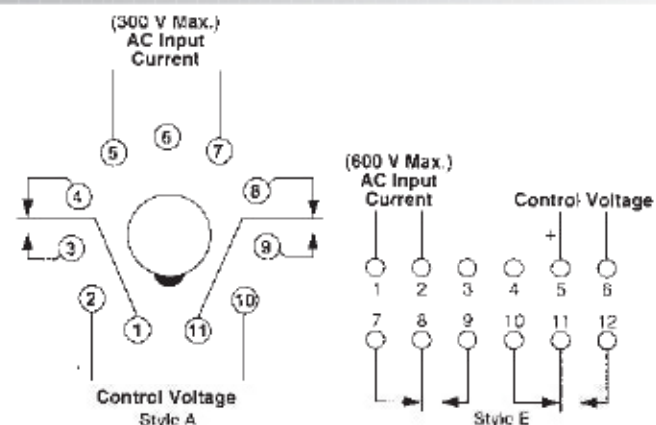 (300 V Max.)
AC Input
Current
5
6
7
4
8
3
9
2
10
1
11
Control Voltage
Style A
(600 V Max.)
AC Input
Current
Control Voltage
+
1 2 3 4 5 6
7 8 9 10 11 12
Style E